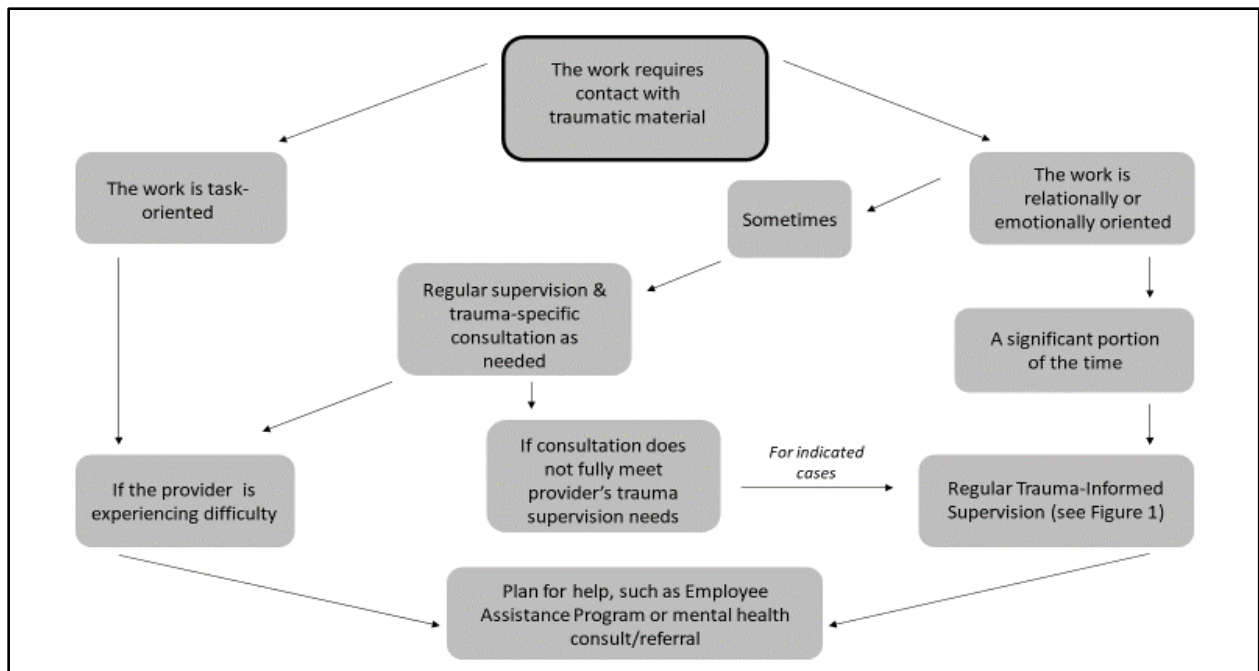 The work requires
contact with
traumatic material
The work is task-
oriented
Sometimes
The work is
relationally or
emotionally oriented
Regular supervision &
trauma-specific
consultation as
needed
A significant portion
of the time
If the provider is
experiencing difficulty
If consultation does
not fully meet
provider’s trauma
supervision needs
For indicated
cases
Regular Trauma-Informed
Supervision (see Figure 1)
Plan for help, such as Employee
Assistance Program or mental health
consult/referral